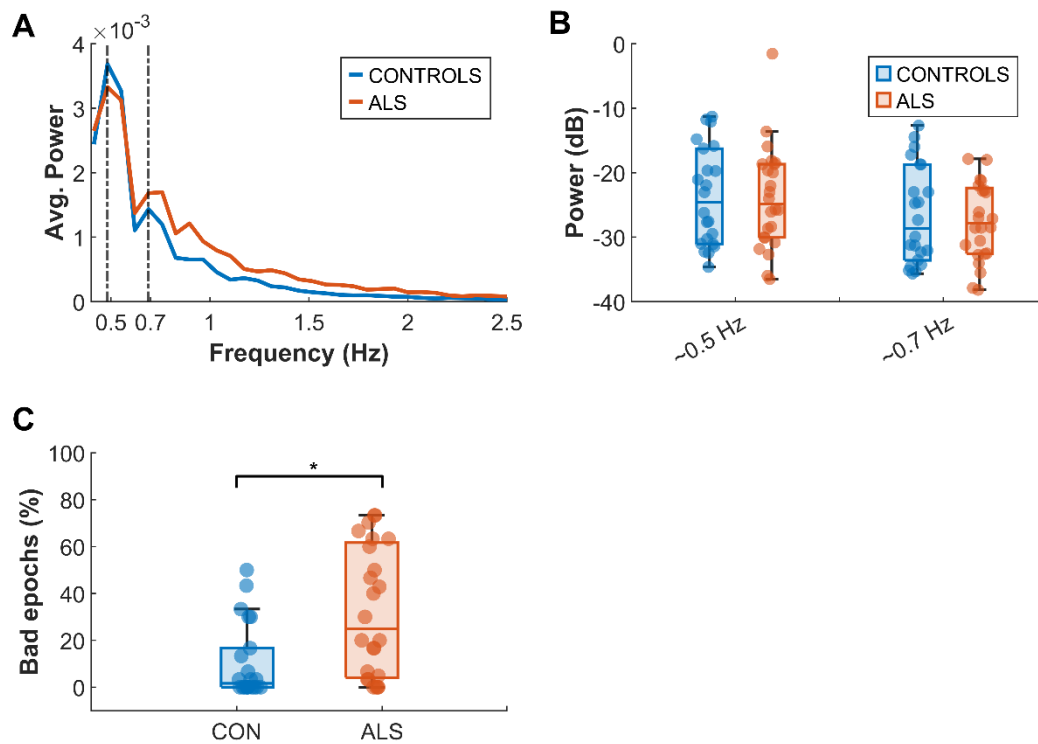 A
×10⁻³
4
3
2
1
0
Avg. Power
0.5 0.7 1 1.5 2 2.5
Frequency (Hz)
CONTROLS
ALS
B
0
-10
-20
-30
-40
Power (dB)
~0.5 Hz ~0.7 Hz
CONTROLS
ALS
C
100
80
60
40
20
0
Bad epochs (%)
*
CON ALS